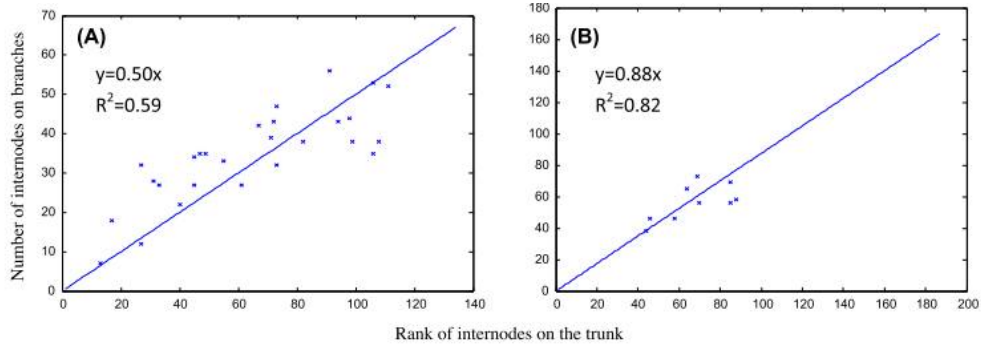 (A)
y=0.50x
R²=0.59
70
60
50
40
30
20
10
0
0 20 40 60 80 100 120 140
(B)
y=0.88x
R²=0.82
180
160
140
120
100
80
60
40
20
0
0 20 40 60 80 100 120 140 160 180 200
Number of internodes on branches
Rank of internodes on the trunk